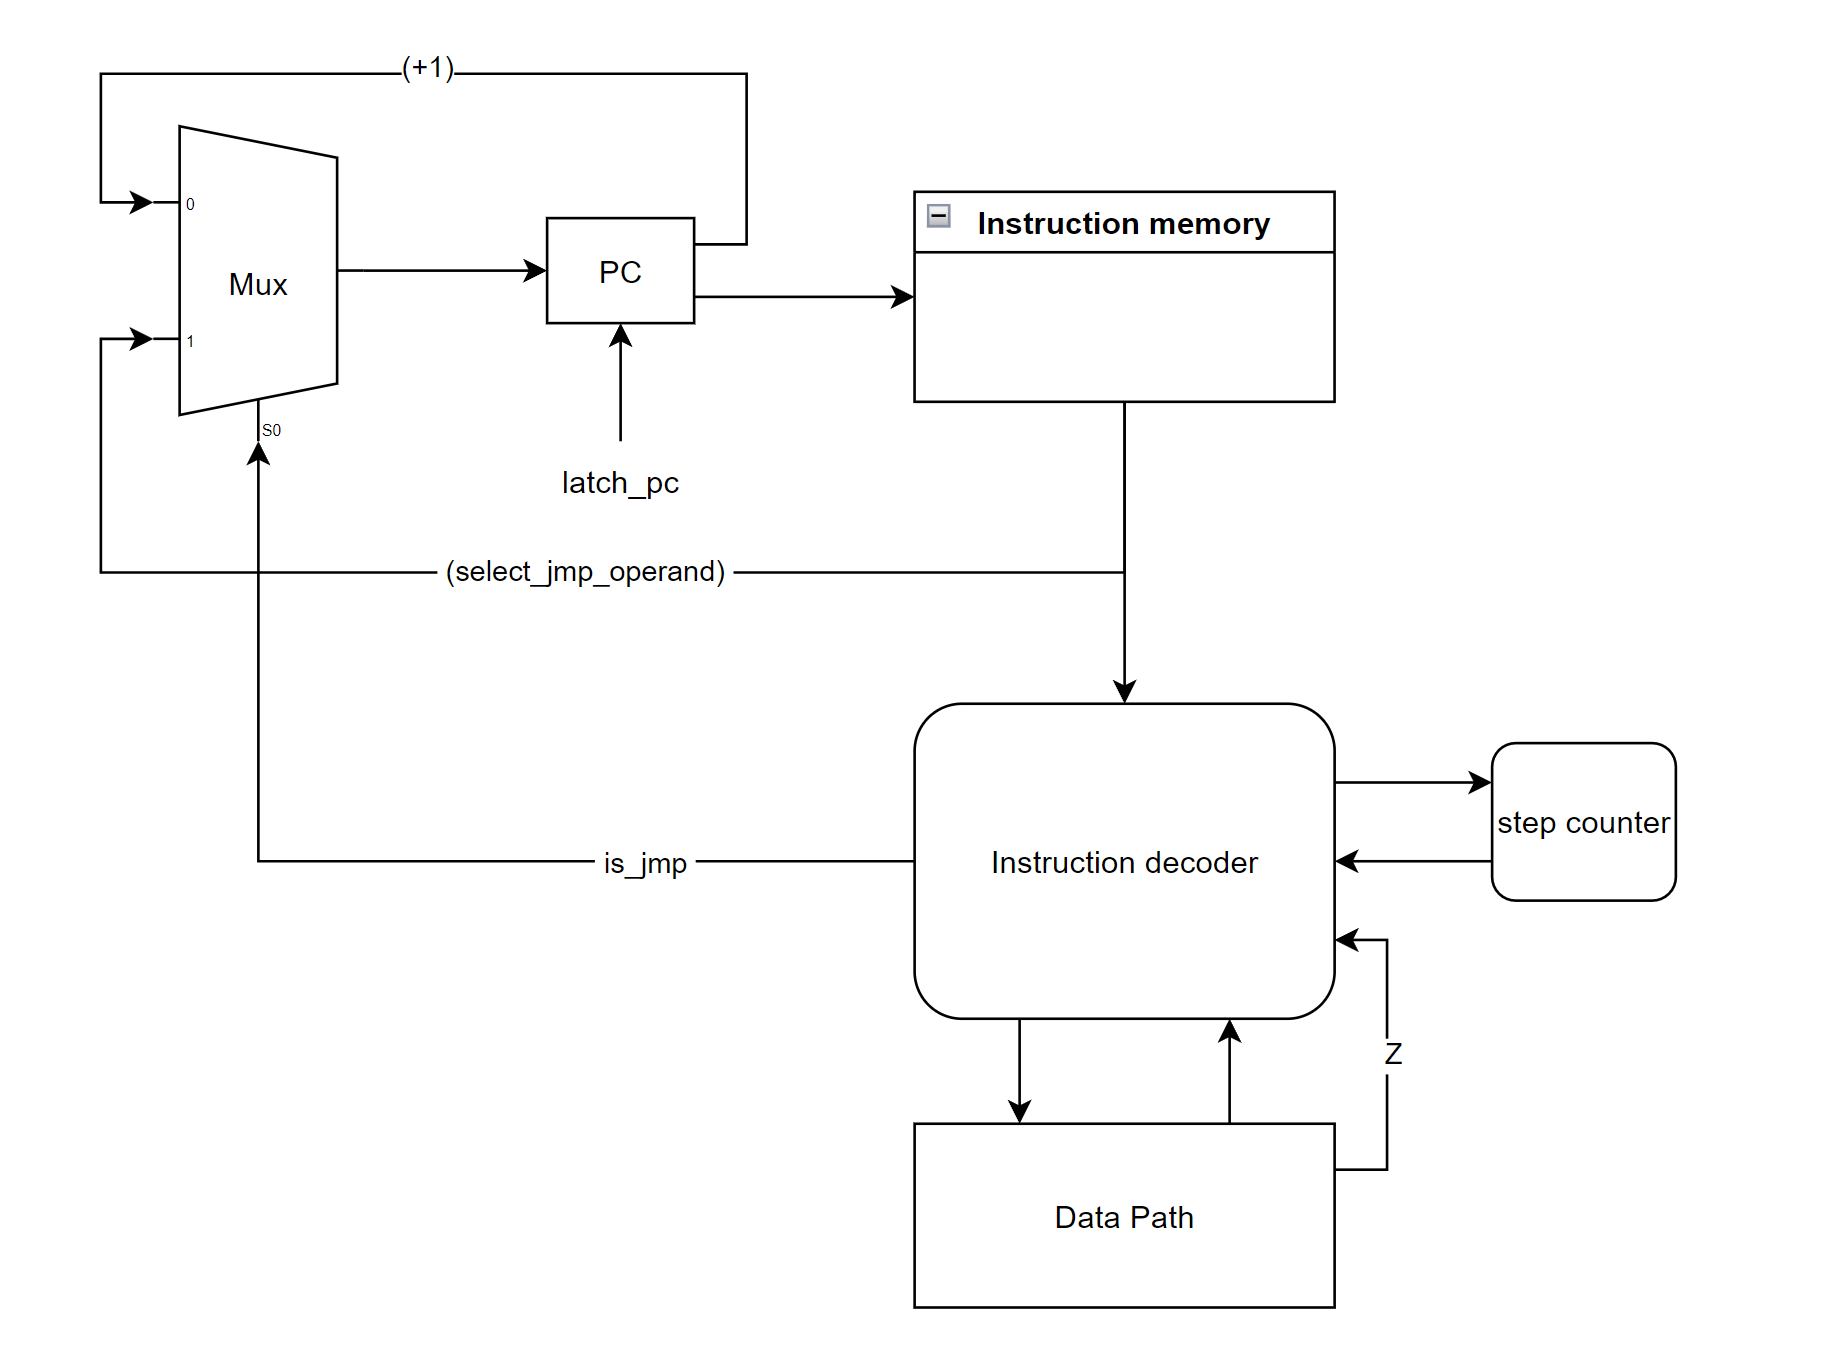 (+1)
0
Mux
1
S0
PC
latch_pc
Instruction memory
(select_jmp_operand)
is_jmp
Instruction decoder
step counter
Z
Data Path